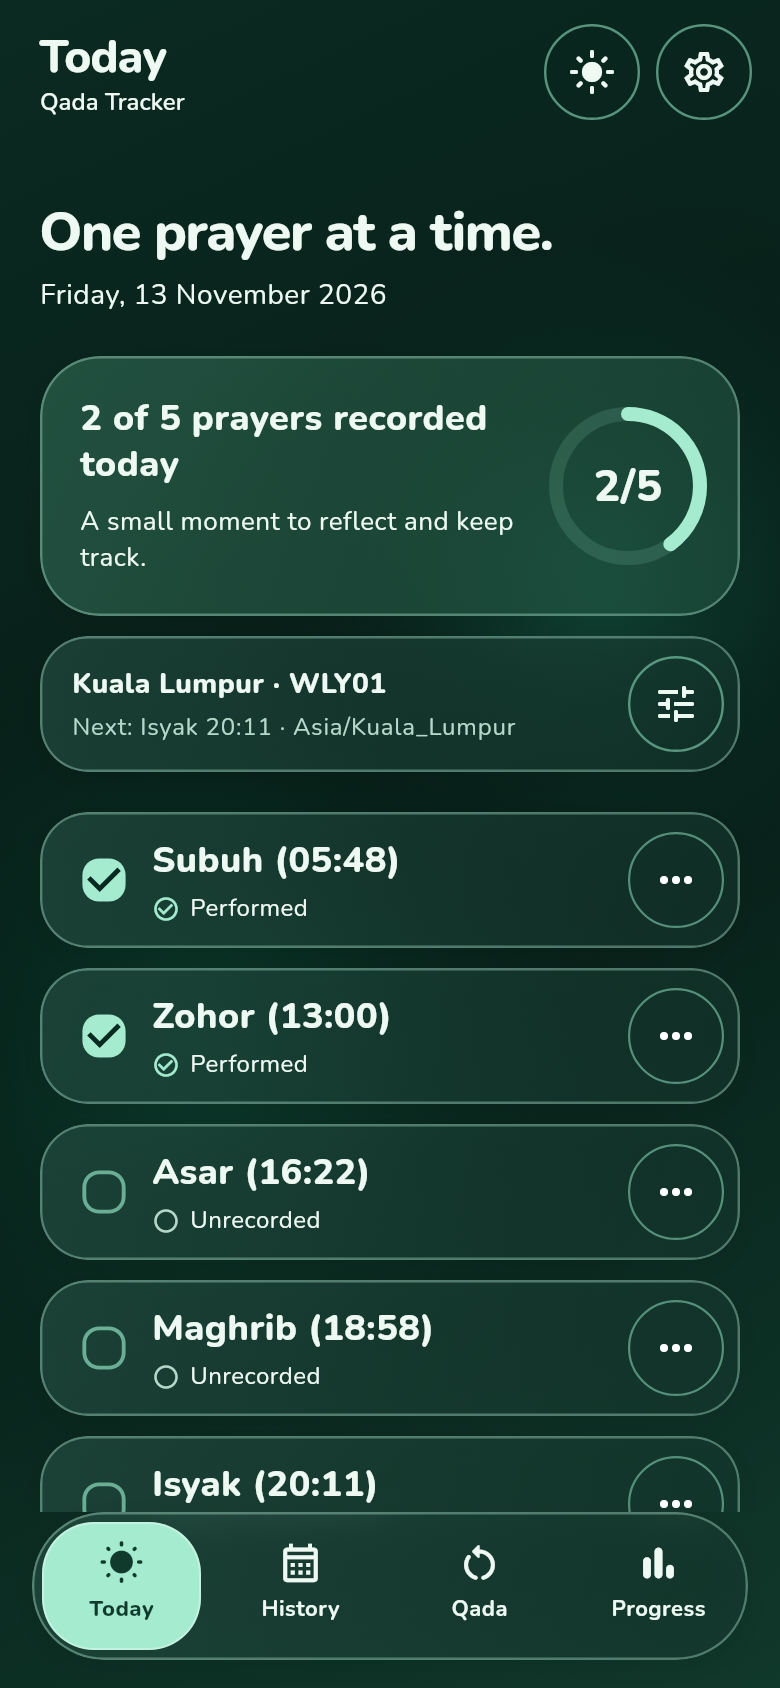 Today
Qada Tracker
One prayer at a time.
Friday, 13 November 2026
2 of 5 prayers recorded
today
A small moment to reflect and keep
track.
2/5
Kuala Lumpur · WLY01
Next: Isyak 20:11 · Asia/Kuala_Lumpur
Subuh (05:48)
Performed
Zohor (13:00)
Performed
Asar (16:22)
Unrecorded
Maghrib (18:58)
Unrecorded
Isyak (20:11)
Today
History
Qada
Progress